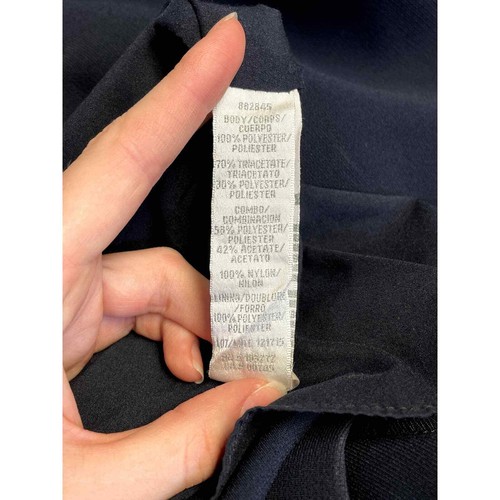 082845
BODY/CORPS/
CUERPO
100% POLYESTER/
POLIESTER
70% TRIACETATE/
TRIACETATO
30% POLYESTER/
POLIESTER
COMBO/
COMBINACION
58% POLYESTER/
POLIESTER
42% ACETATE/
ACETATO
100% NYLON/
NILON
LINING/DOUBLURE
/FORRO
100% POLYESTER/
POLIESTER